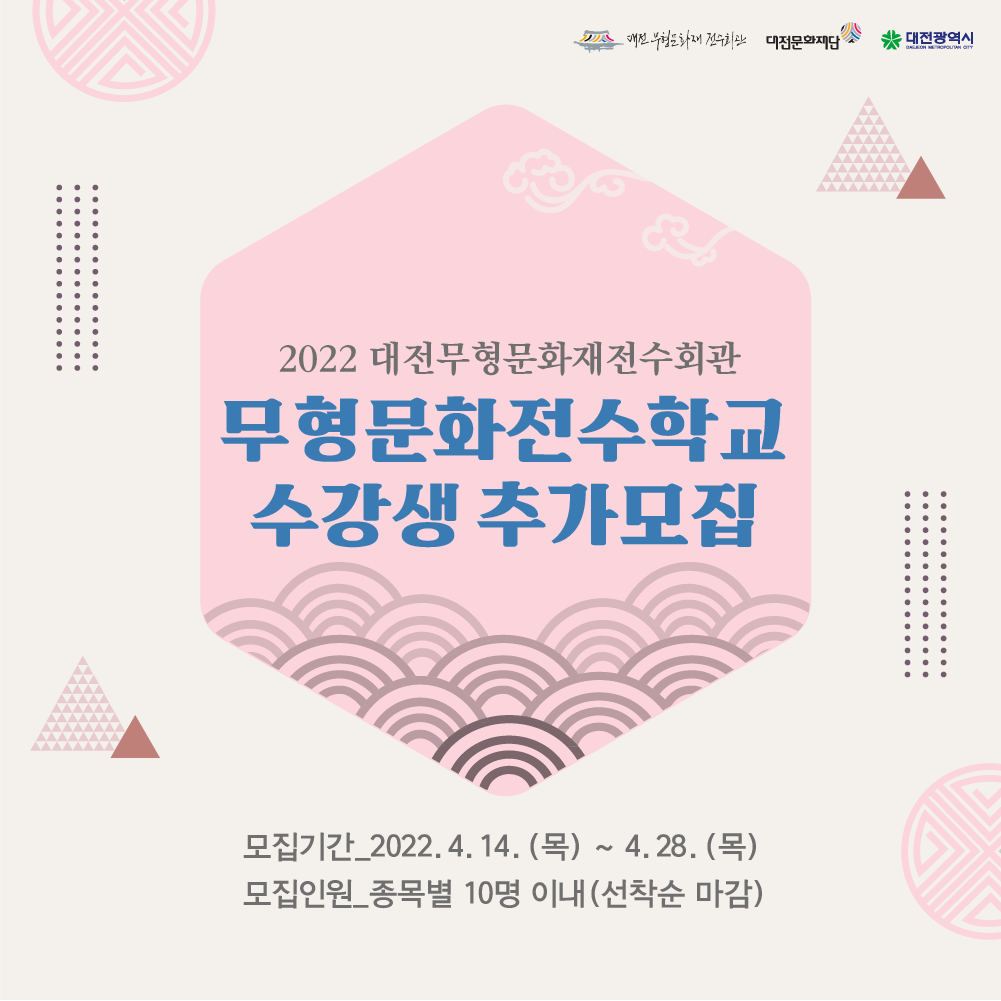 대전 무형문화재 전수회관 대전문화재단 대전광역시
DAEJEON METROPOLITAN CITY
2022 대전무형문화재전수회관
무형문화전수학교
수강생 추가모집
모집기간_2022. 4. 14. (목) ~ 4. 28. (목)
모집인원_종목별 10명 이내(선착순 마감)